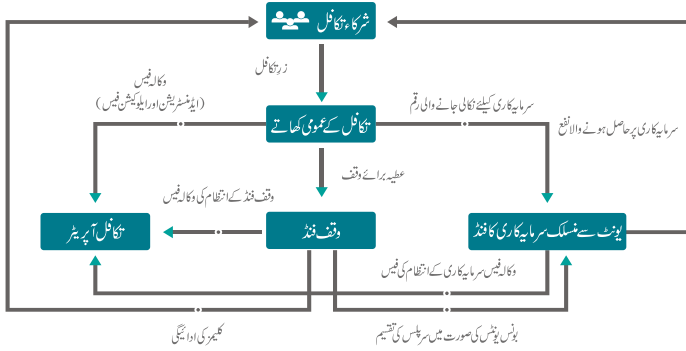 شرکاء تکافل
زرِ تکافل
وکالہ فیس
(ایڈمنسٹریشن اور ایلوکیشن فیس)
سرمایہ کاری کیلئے نکالی جانے والی رقم
تکافل کے عمومی کھاتے
سرمایہ کاری پر حاصل ہونے والا نفع
عطیہ برائے وقف
وقف فنڈ کے انتظام کی وکالہ فیس
یونٹ سے منسلک سرمایہ کاری کا فنڈ
وقف فنڈ
تکافل آپریٹر
وکالہ فیس سرمایہ کاری کے انتظام کی فیس
بونس یونٹس کی صورت میں سرپلس کی تقسیم
کلیمز کی ادائیگی